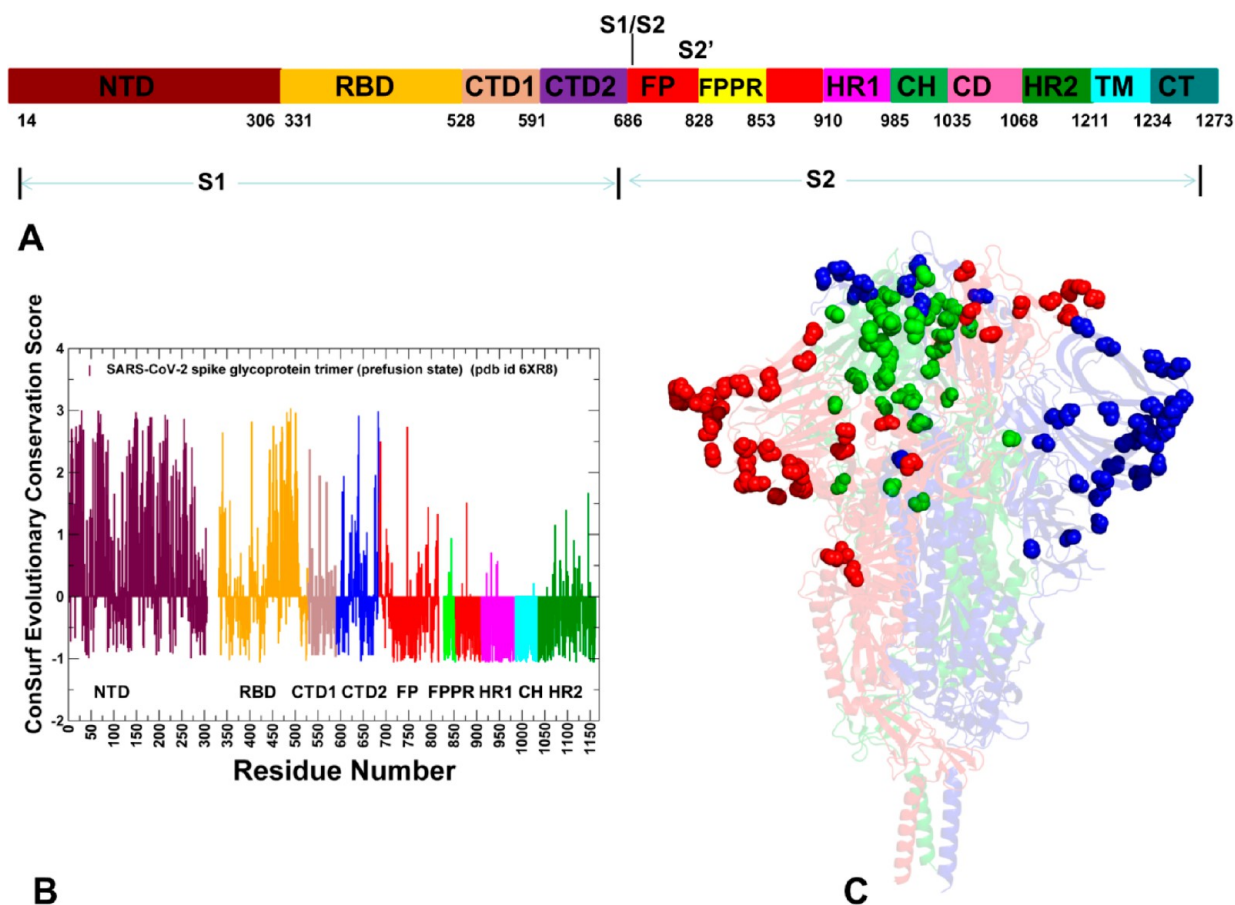 S1/S2
S2’
NTD RBD CTD1 CTD2 FP FPPR HR1 CH CD HR2 TM CT
14 306 331 528 591 686 828 853 910 985 1035 1068 1211 1234 1273
S1 S2
A
ConSurf Evolutionary Conservation Score
4
SARS-CoV-2 spike glycoprotein trimer (prefusion state) (pdb id 6XR8)
3
2
1
0
-1
NTD RBD CTD1 CTD2 FP FPPR HR1 CH HR2
-2
0 50 100 150 200 250 300 350 400 450 500 550 600 650 700 750 800 850 900 950 1000 1050 1100 1150
Residue Number
B C